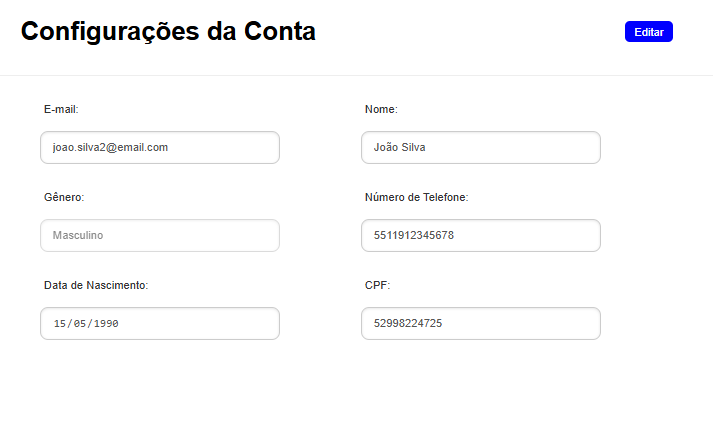 Configurações da Conta
Editar
E-mail:
Nome:
joao.silva2@email.com
João Silva
Gênero:
Número de Telefone:
Masculino
5511912345678
Data de Nascimento:
CPF:
15/05/1990
52998224725